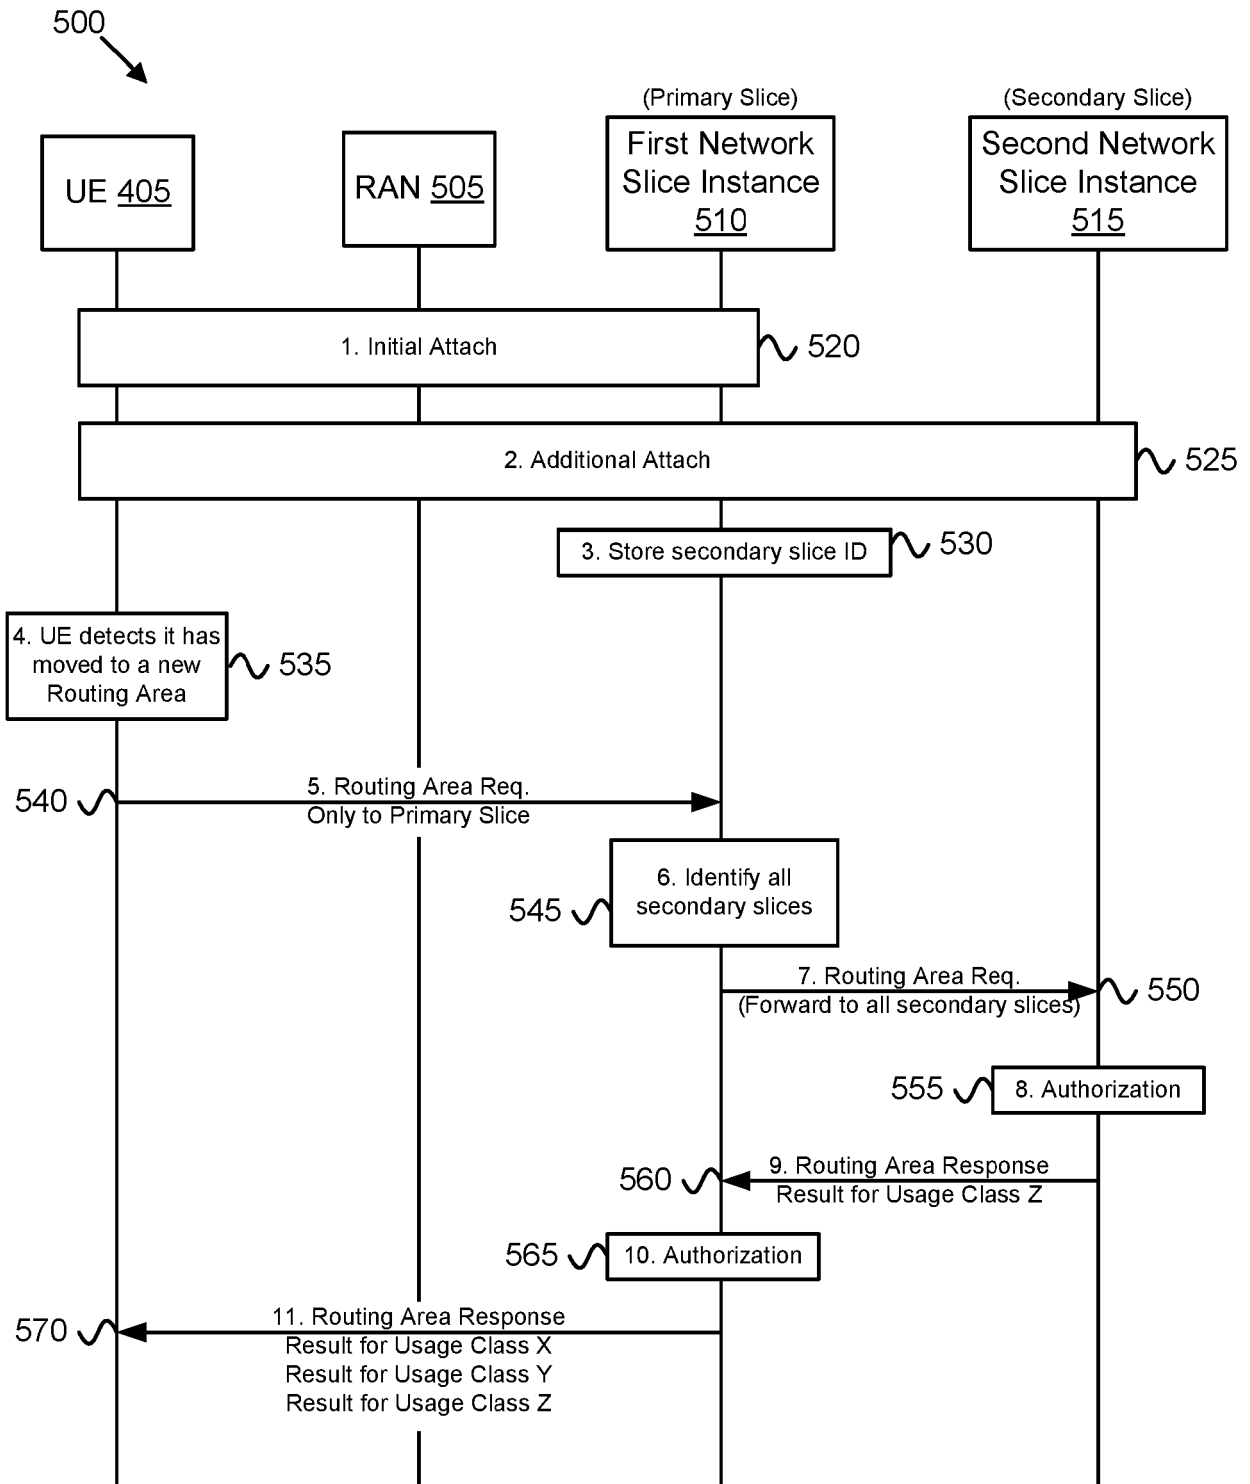 500
(Primary Slice)
(Secondary Slice)
UE 405
RAN 505
First Network
Slice Instance
510
Second Network
Slice Instance
515
1. Initial Attach
520
2. Additional Attach
525
3. Store secondary slice ID
530
4. UE detects it has
moved to a new
Routing Area
535
540
5. Routing Area Req.
Only to Primary Slice
6. Identify all
secondary slices
545
7. Routing Area Req.
(Forward to all secondary slices)
550
555
8. Authorization
560
9. Routing Area Response
Result for Usage Class Z
565
10. Authorization
570
11. Routing Area Response
Result for Usage Class X
Result for Usage Class Y
Result for Usage Class Z